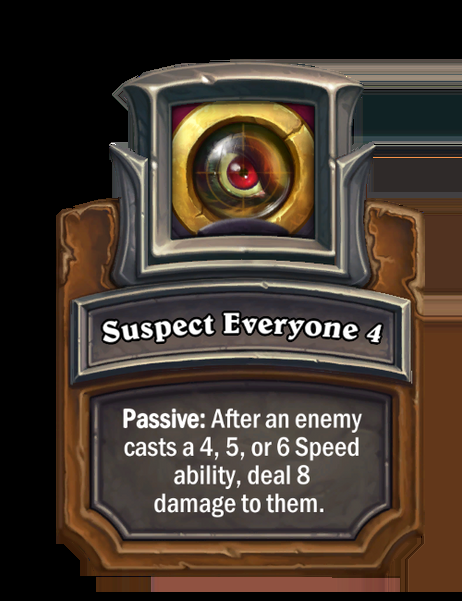 Suspect Everyone 4
Passive: After an enemy
casts a 4, 5, or 6 Speed
ability, deal 8
damage to them.